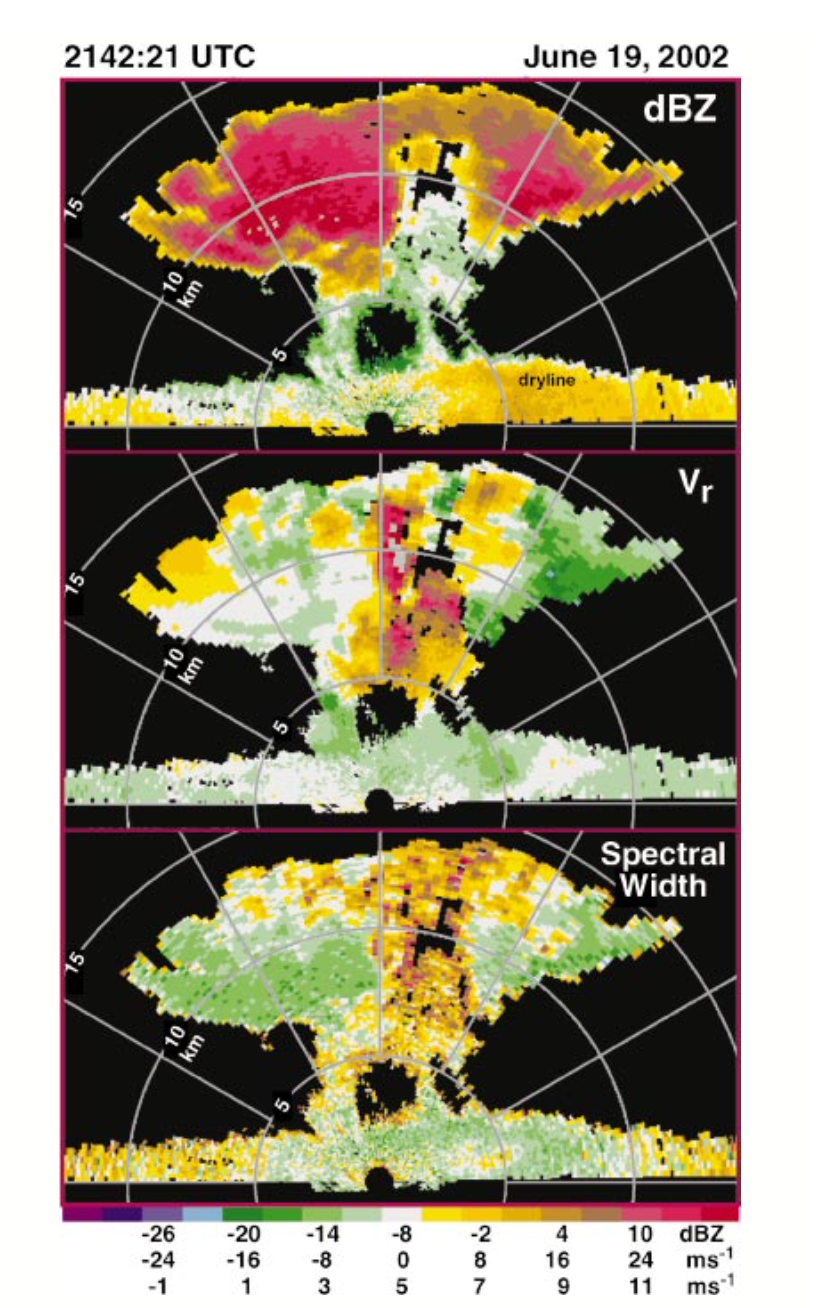 2142:21 UTC June 19, 2002
dBZ
15
10
km
5
dryline
Vr
15
10
km
5
Spectral
Width
15
10
km
5
-26 -20 -14 -8 -2 4 10 dBZ
-24 -16 -8 0 8 16 24 ms-1
-1 1 3 5 7 9 11 ms-1